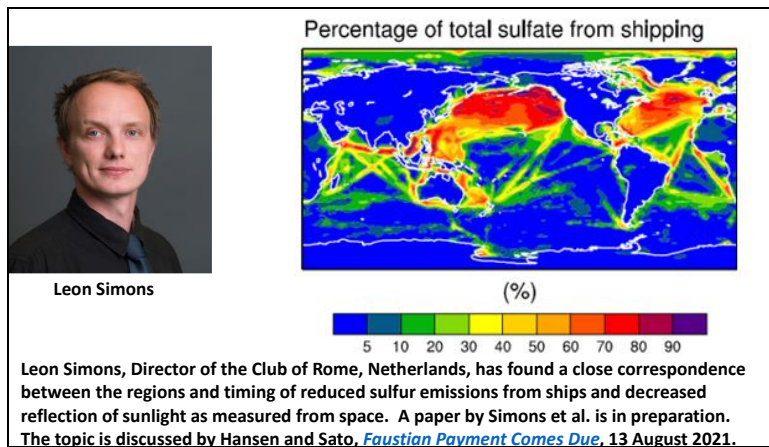 Percentage of total sulfate from shipping
Leon Simons
(%)
5 10 20 30 40 50 60 70 80 90
Leon Simons, Director of the Club of Rome, Netherlands, has found a close correspondence
between the regions and timing of reduced sulfur emissions from ships and decreased
reflection of sunlight as measured from space.  A paper by Simons et al. is in preparation.
The topic is discussed by Hansen and Sato, Faustian Payment Comes Due, 13 August 2021.